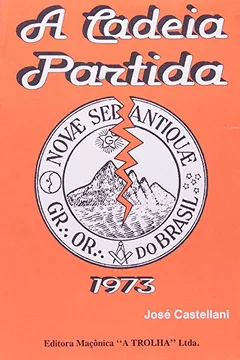 A Cadeia
Partida
NOVÆ SED ANTIQUÆ
GR∴ OR∴ DO BRASIL
G
1973
José Castellani
Editora Maçônica "A TROLHA" Ltda.